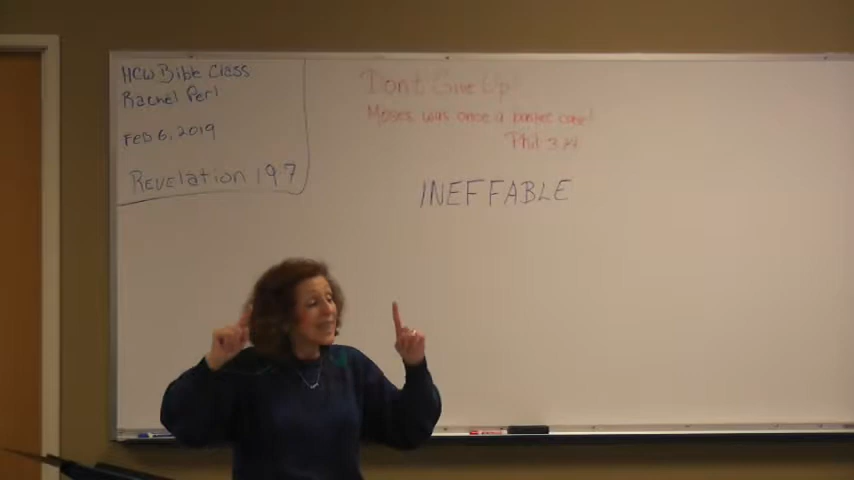 HCW Bible Class
Rachel Perl
Feb 6, 2019
Revelation 19:7
Don't Give Up!
Moses was once a basket case!
Phil 3:14
INEFFABLE